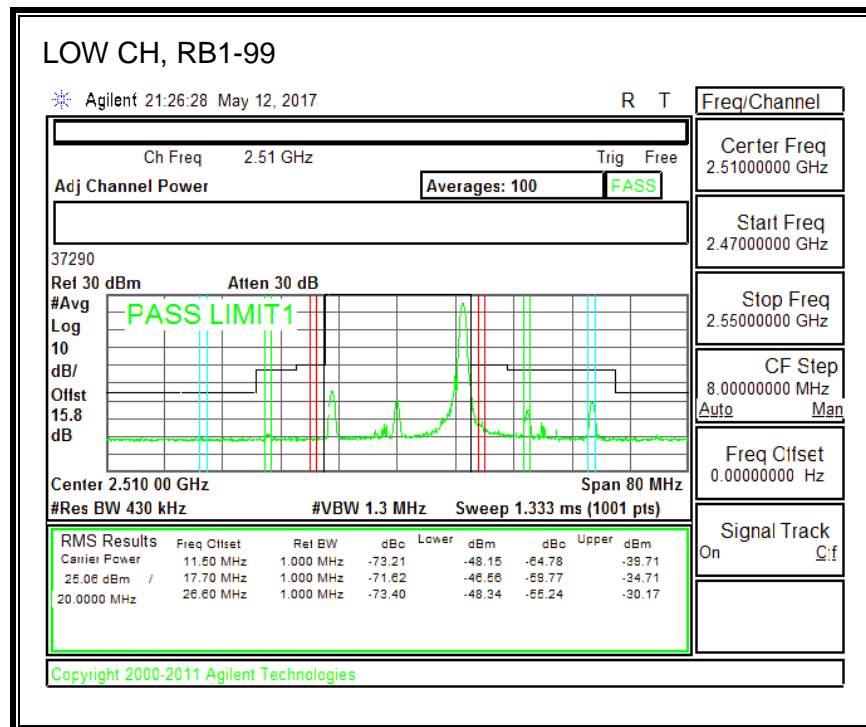 LOW CH, RB1-99
Agilent 21:26:28 May 12, 2017 R T
Freq/Channel
Ch Freq 2.51 GHz Trig Free
Adj Channel Power Averages: 100 PASS
37290
Ref 30 dBm Atten 30 dB
#Avg
Log
10
dB/
Offst
15.8
dB
PASS LIMIT1
Center 2.510 00 GHz Span 80 MHz
#Res BW 430 kHz #VBW 1.3 MHz Sweep 1.333 ms (1001 pts)
RMS Results Freq Offset Ref BW dBc Lower dBm dBc Upper dBm
Carrier Power 11.50 MHz 1.000 MHz -73.21 -48.15 -64.78 -39.71
25.06 dBm / 17.70 MHz 1.000 MHz -71.62 -46.56 -59.77 -34.71
20.0000 MHz 26.60 MHz 1.000 MHz -73.40 -48.34 -55.24 -30.17
Copyright 2000-2011 Agilent Technologies
Center Freq
2.51000000 GHz
Start Freq
2.47000000 GHz
Stop Freq
2.55000000 GHz
CF Step
8.00000000 MHz
Auto Man
Freq Offset
0.00000000 Hz
Signal Track
On Off